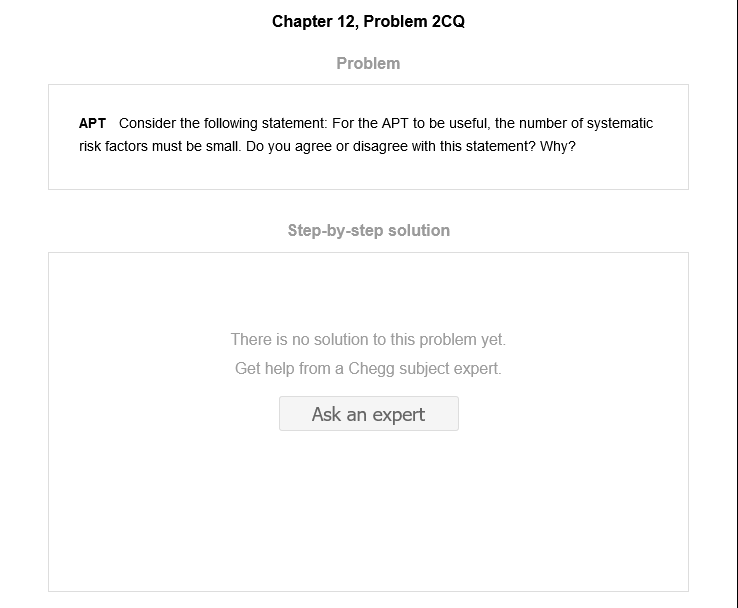 Chapter 12, Problem 2CQ
Problem
APT Consider the following statement: For the APT to be useful, the number of systematic
risk factors must be small. Do you agree or disagree with this statement? Why?
Step-by-step solution
There is no solution to this problem yet.
Get help from a Chegg subject expert.
Ask an expert